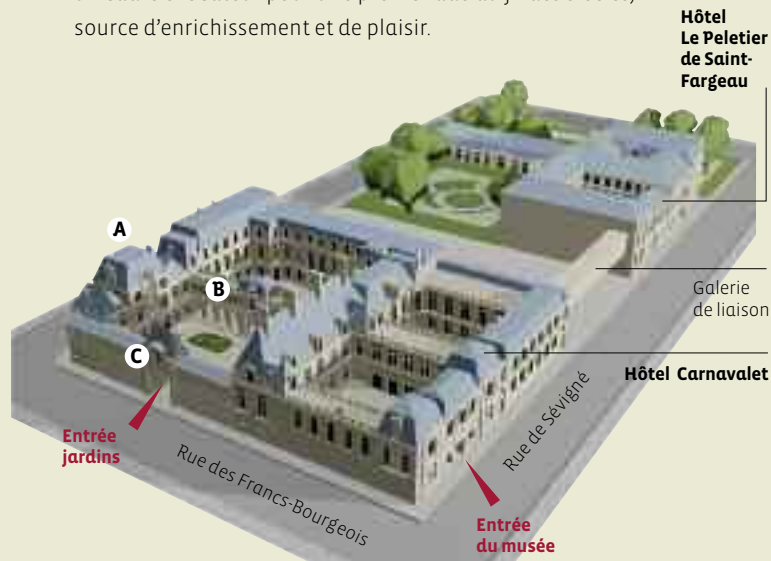 source d'enrichissement et de plaisir.
Hôtel
Le Peletier
de Saint-
Fargeau
A
B
C
Galerie
de liaison
Hôtel Carnavalet
Entrée
jardins
Rue des Francs-Bourgeois
Rue de Sévigné
Entrée
du musée